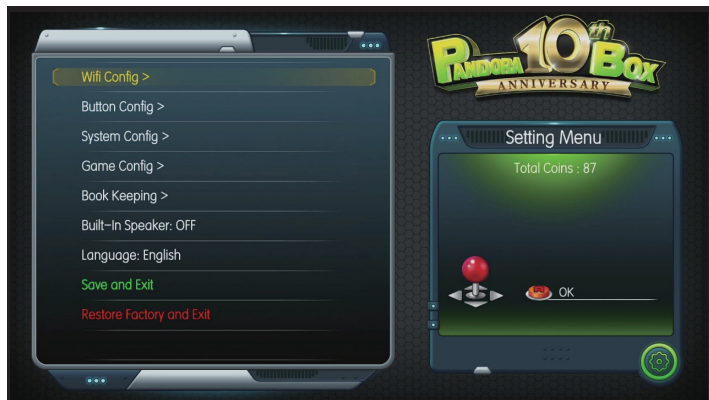 Wifi Config >
Button Config >
System Config >
Game Config >
Book Keeping >
Built-In Speaker: OFF
Language: English
Save and Exit
Restore Factory and Exit
PANDORA 10th BOX
ANNIVERSARY
Setting Menu
Total Coins : 87
OK